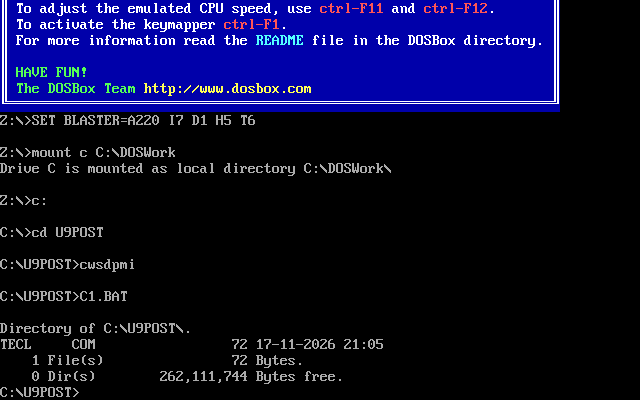 To adjust the emulated CPU speed, use ctrl-F11 and ctrl-F12.
To activate the keymapper ctrl-F1.
For more information read the README file in the DOSBox directory.
HAVE FUN!
The DOSBox Team http://www.dosbox.com
Z:\>SET BLASTER=A220 I7 D1 H5 T6
Z:\>mount c C:\DOSWork
Drive C is mounted as local directory C:\DOSWork\
Z:\>c:
C:\>cd U9POST
C:\U9POST>cwsdpmi
C:\U9POST>C1.BAT
Directory of C:\U9POST\.
TECL     COM                 72 17-11-2026 21:05
    1 File(s)                72 Bytes.
    0 Dir(s)        262,111,744 Bytes free.
C:\U9POST>